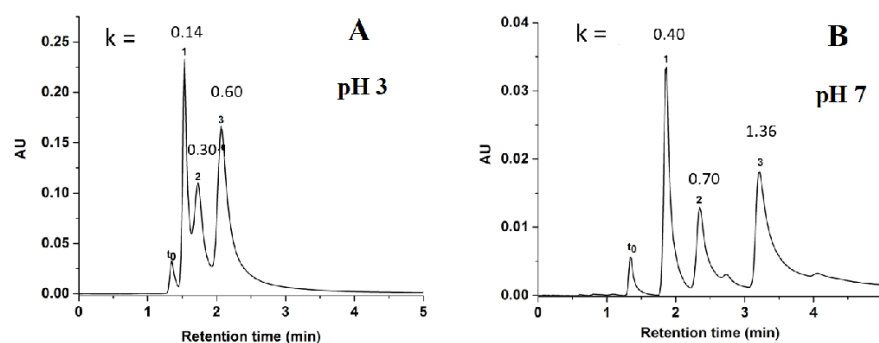 k =
0.14
A
pH 3
0.60
0.30
1
2
3
4
t0
0.25
0.20
0.15
0.10
0.05
0.00
AU
0
1
2
3
4
5
Retention time (min)
k =
0.40
B
pH 7
1.36
0.70
1
2
3
t0
0.04
0.03
0.02
0.01
0.00
AU
0
1
2
3
4
Retention time (min)